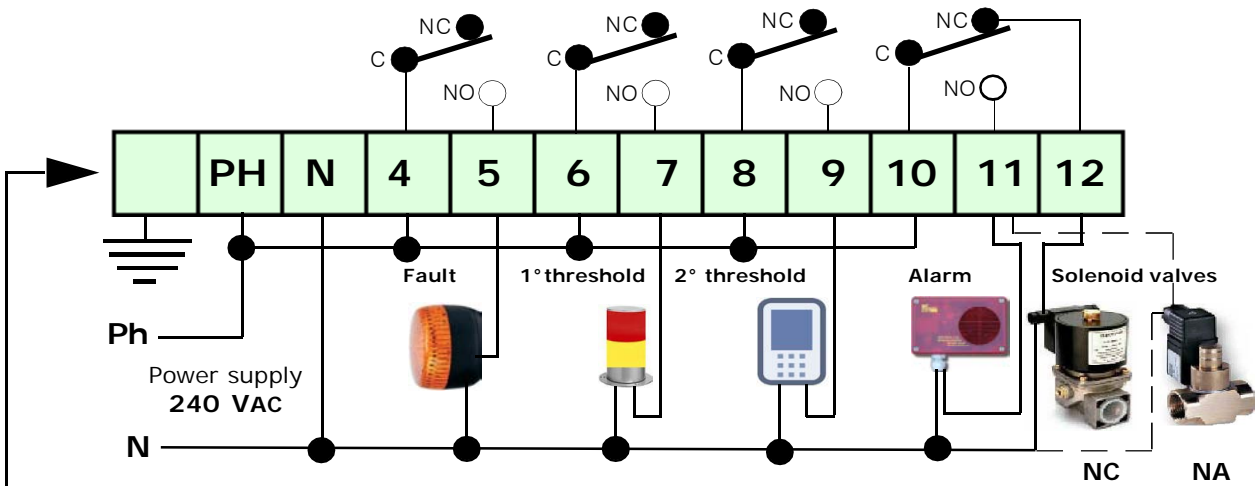 NC NC NC NC
C C C C
NO NO NO NO
PH N 4 5 6 7 8 9 10 11 12
Fault 1°threshold 2° threshold Alarm Solenoid valves
Ph
Power supply
240 VAC
N
NC NA